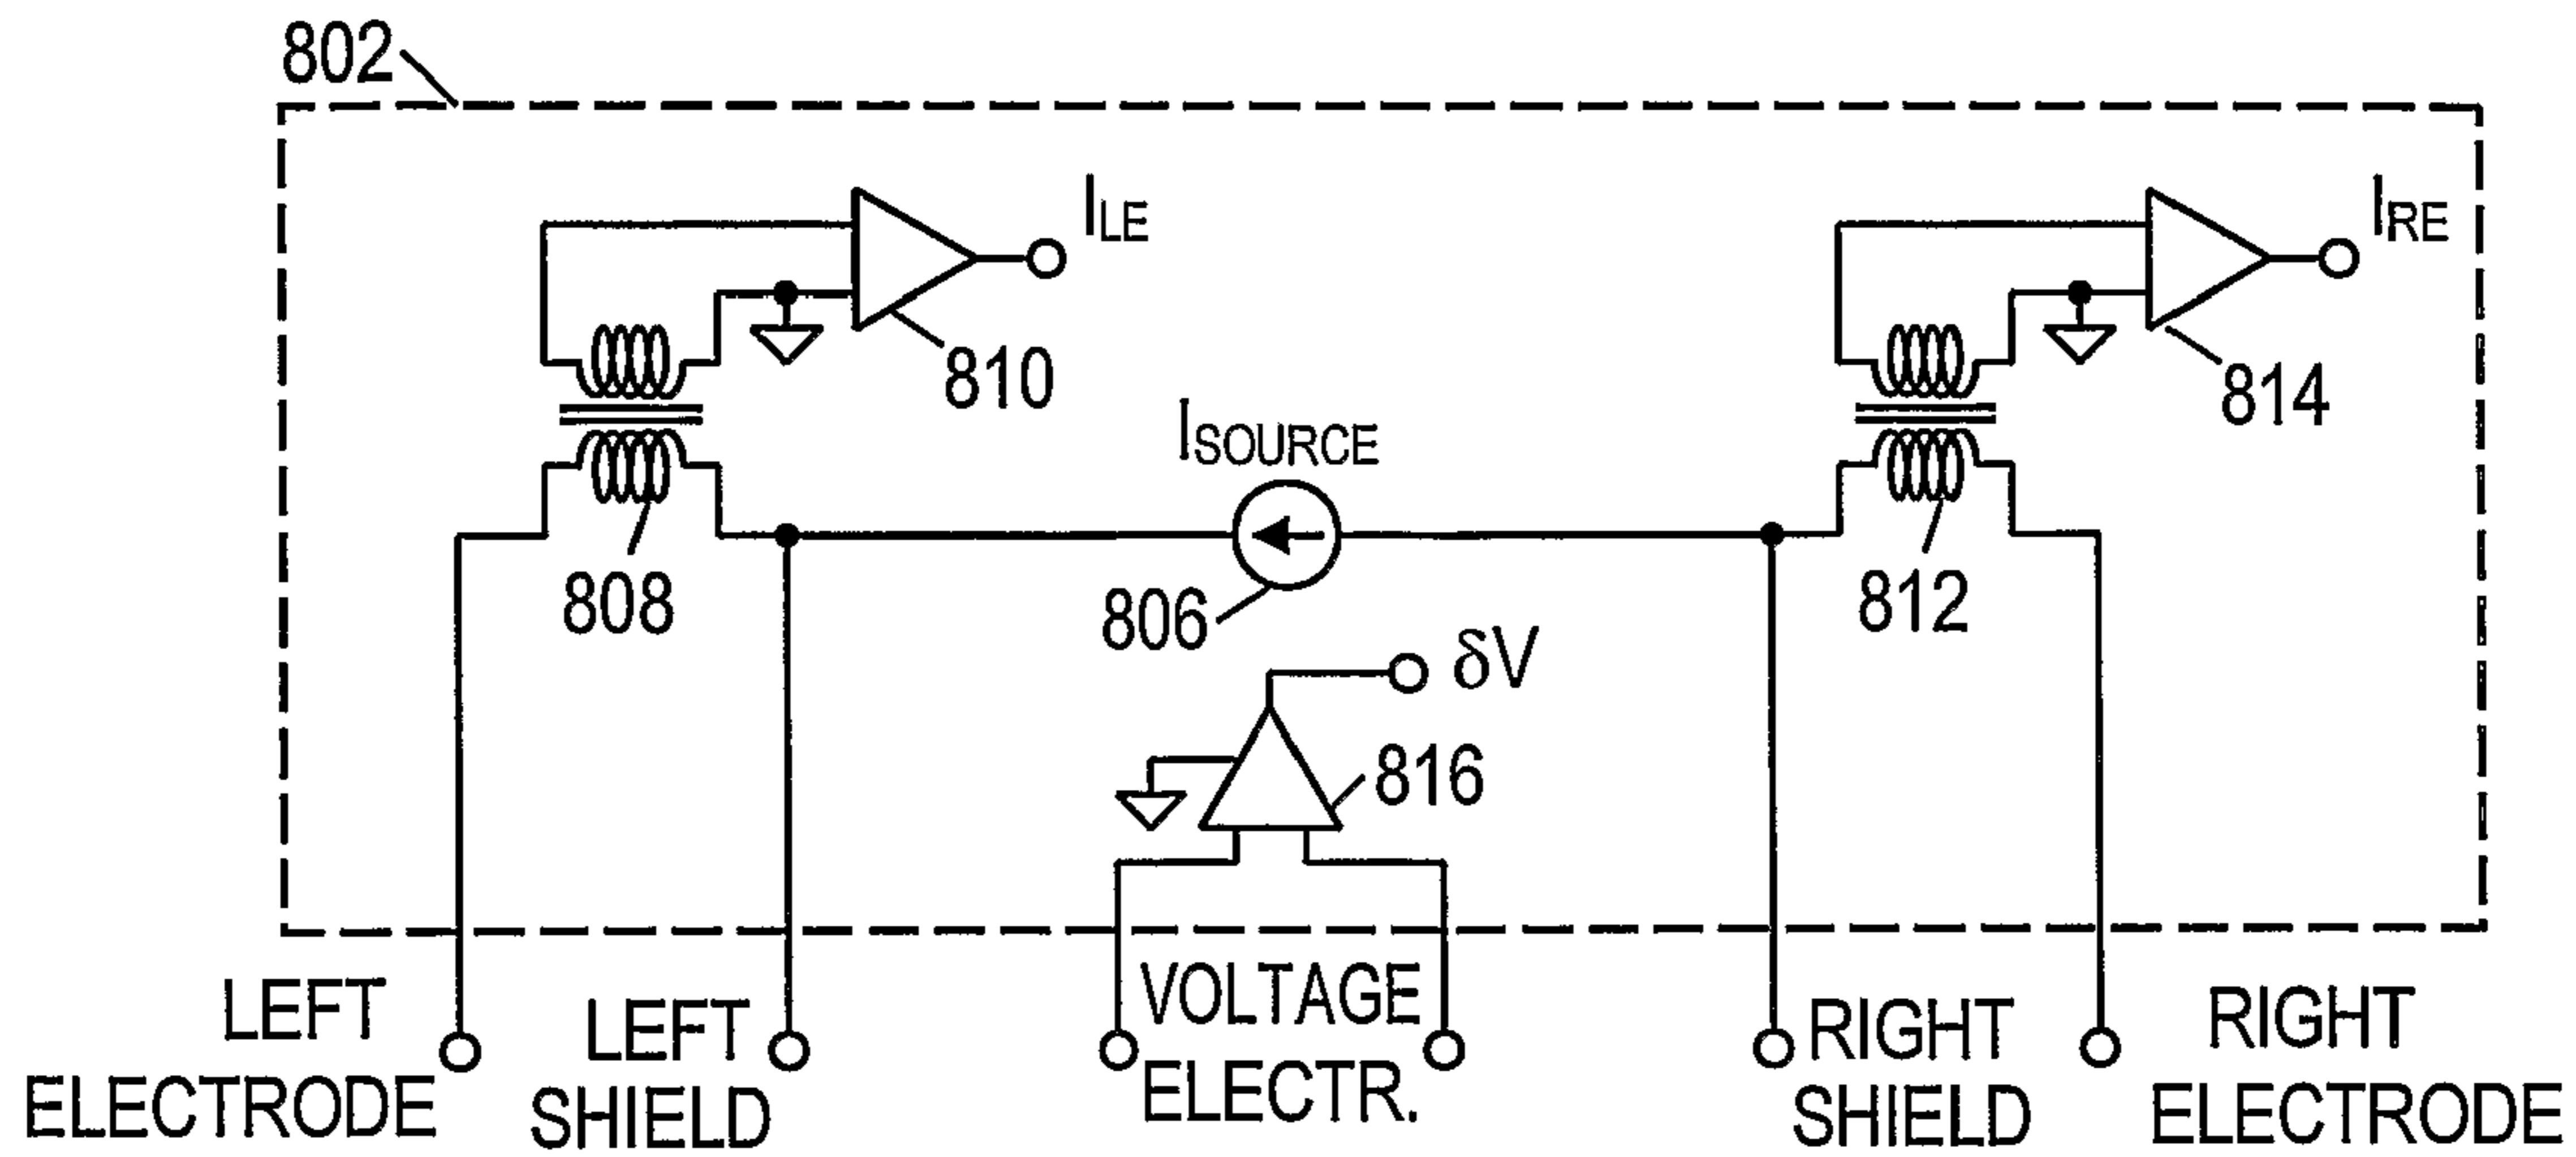 802
I_LE
I_RE
810
814
I_SOURCE
808
806
812
δV
816
LEFT
ELECTRODE
LEFT
SHIELD
VOLTAGE
ELECTR.
RIGHT
SHIELD
RIGHT
ELECTRODE